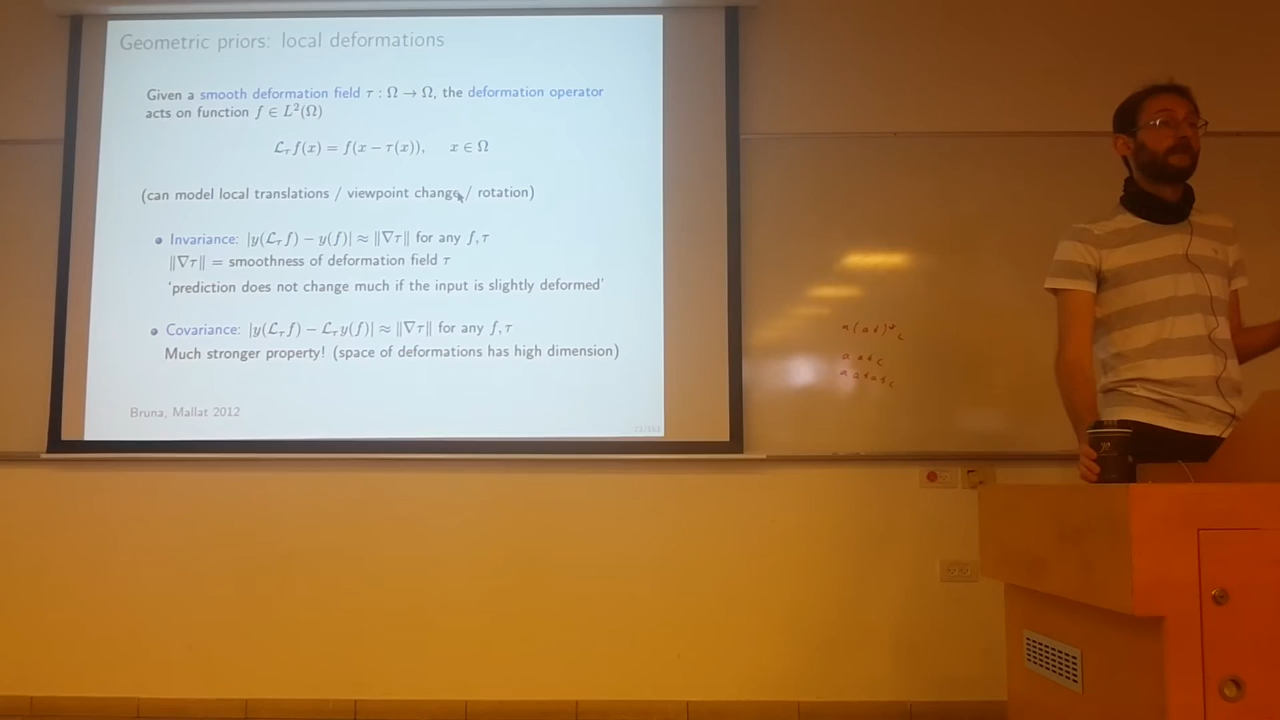 Geometric priors: local deformations
Given a smooth deformation field τ : Ω → Ω, the deformation operator
acts on function f ∈ L²(Ω)
𝓛_τ f(x) = f(x − τ(x)),    x ∈ Ω
(can model local translations / viewpoint change / rotation)
• Invariance: |y(𝓛_τ f) − y(f)| ≈ ‖∇τ‖ for any f, τ
‖∇τ‖ = smoothness of deformation field τ
'prediction does not change much if the input is slightly deformed'
• Covariance: |y(𝓛_τ f) − 𝓛_τ y(f)| ≈ ‖∇τ‖ for any f, τ
Much stronger property! (space of deformations has high dimension)
Bruna, Mallat 2012